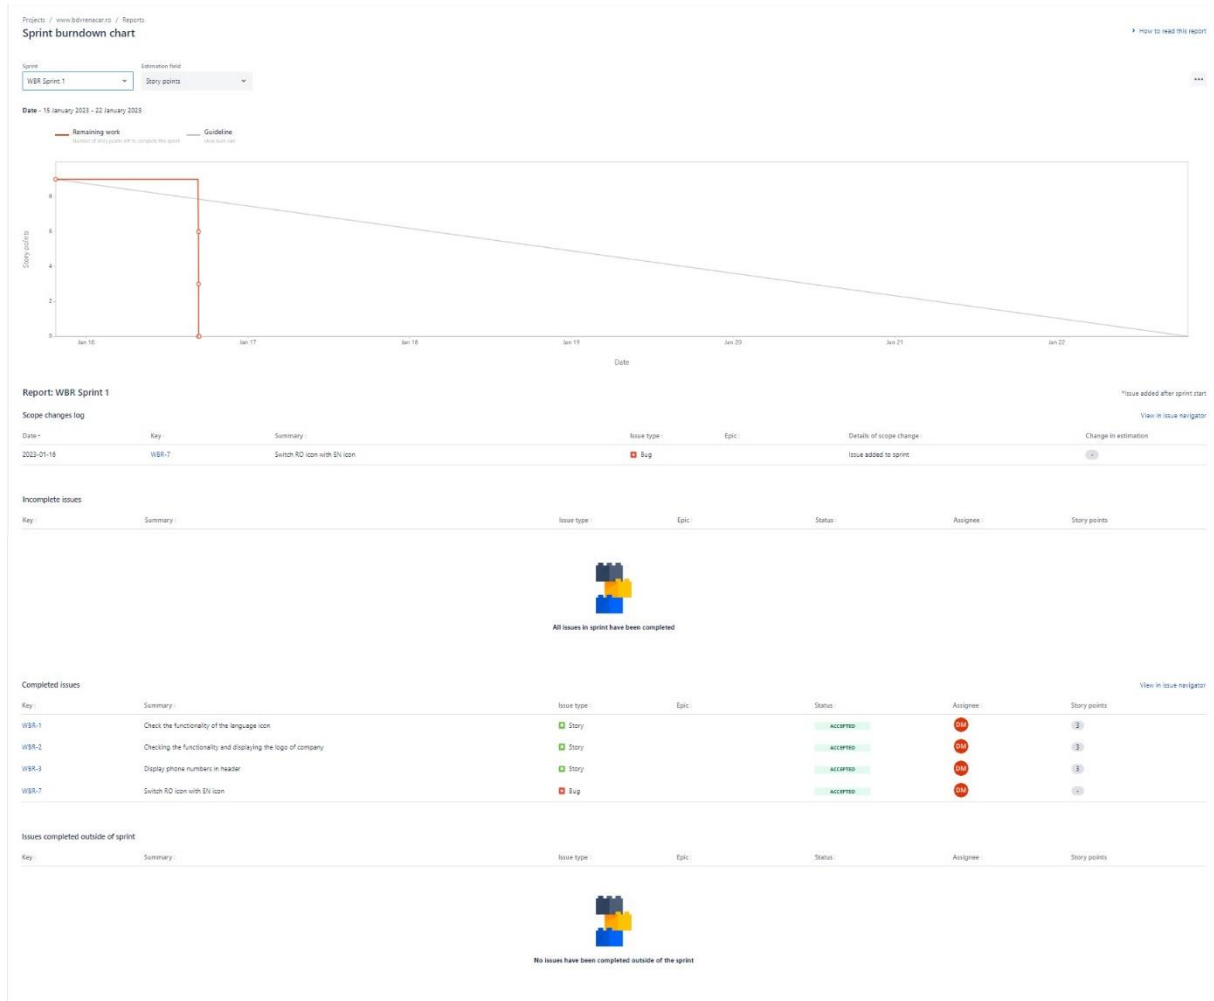 Projects / www.bdvrenacar.ro / Reports
Sprint burndown chart
How to read this report
Sprint
Estimation field
WBR Sprint 1
Story points
Date - 15 January 2023 - 22 January 2023
Remaining work
Guideline
8
6
4
2
0
Story points
Jan 16
Jan 17
Jan 18
Jan 19
Jan 20
Jan 21
Jan 22
Date
Report: WBR Sprint 1
*Issue added after sprint start
Scope changes log
View in issue navigator
Date Key Summary Issue type Epic Details of scope change Change in estimation
2023-01-16 WBR-7 Switch RO icon with EN icon Bug Issue added to sprint -
Incomplete issues
Key Summary Issue type Epic Status Assignee Story points
All issues in sprint have been completed
Completed issues
View in issue navigator
Key Summary Issue type Epic Status Assignee Story points
WBR-1 Check the functionality of the language icon Story ACCEPTED DM 3
WBR-2 Checking the functionality and displaying the logo of company Story ACCEPTED DM 3
WBR-3 Display phone numbers in header Story ACCEPTED DM 3
WBR-7 Switch RO icon with EN icon Bug ACCEPTED DM -
Issues completed outside of sprint
Key Summary Issue type Epic Status Assignee Story points
No issues have been completed outside of the sprint